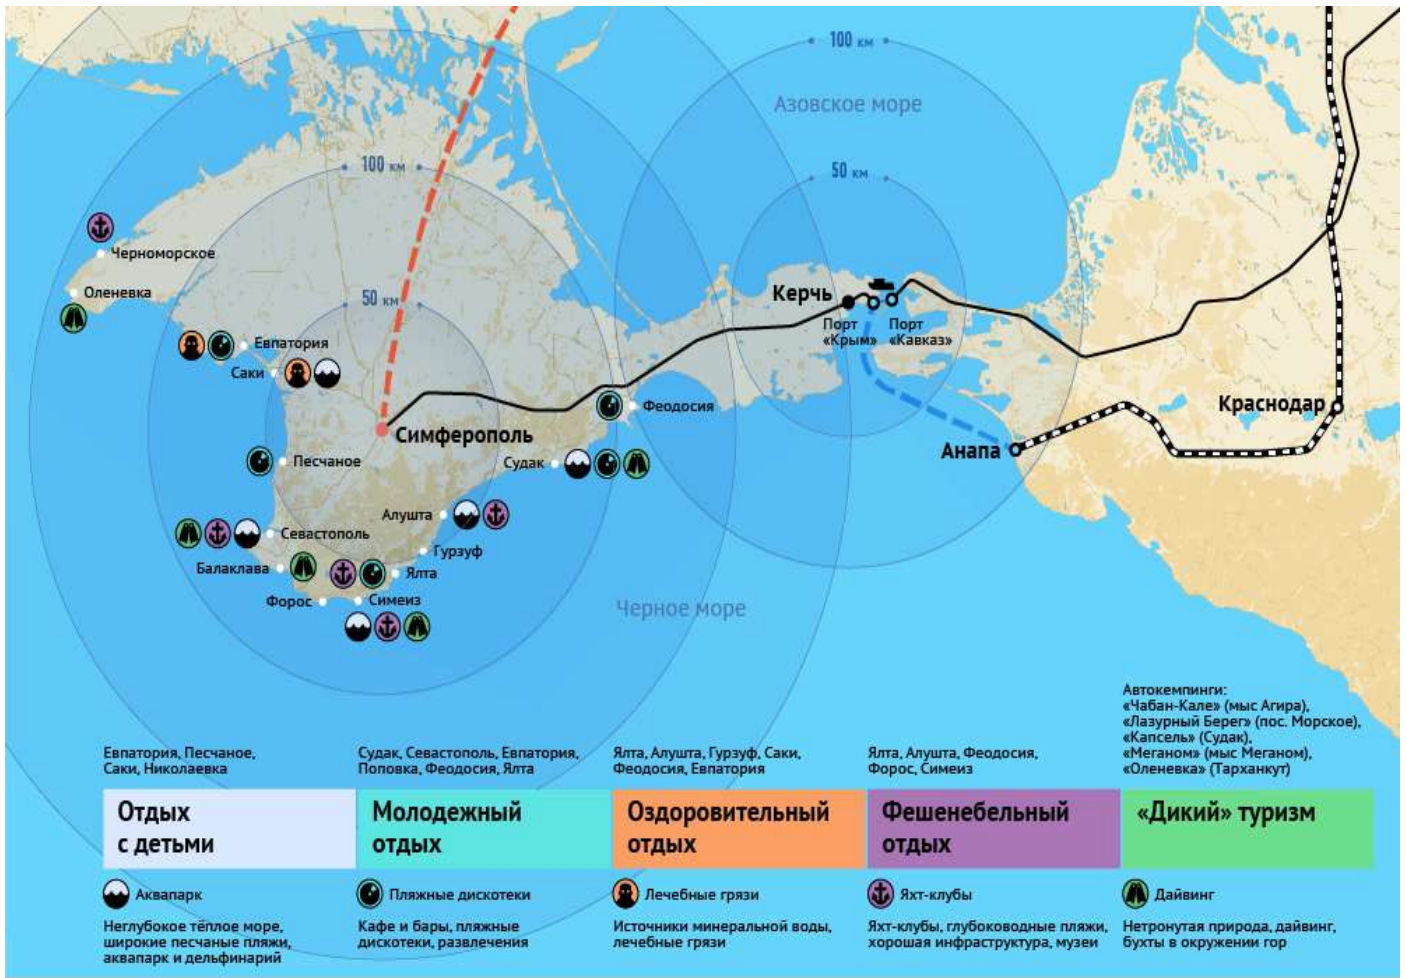 100 км
Азовское море
100 км
50 км
Черноморское
Оленевка
50 км
Керчь
Порт
«Крым»
Порт
«Кавказ»
Евпатория
Саки
Феодосия
Краснодар
Симферополь
Анапа
Песчаное
Судак
Алушта
Севастополь
Гурзуф
Балаклава
Ялта
Форос
Симеиз
Черное море
Евпатория, Песчаное,
Саки, Николаевка
Отдых
с детьми
Аквапарк
Неглубокое тёплое море,
широкие песчаные пляжи,
аквапарк и дельфинарий
Судак, Севастополь, Евпатория,
Поповка, Феодосия, Ялта
Молодежный
отдых
Пляжные дискотеки
Кафе и бары, пляжные
дискотеки, развлечения
Ялта, Алушта, Гурзуф, Саки,
Феодосия, Евпатория
Оздоровительный
отдых
Лечебные грязи
Источники минеральной воды,
лечебные грязи
Ялта, Алушта, Феодосия,
Форос, Симеиз
Фешенебельный
отдых
Яхт-клубы
Яхт-клубы, глубоководные пляжи,
хорошая инфраструктура, музеи
Автокемпинги:
«Чабан-Кале» (мыс Агира),
«Лазурный Берег» (пос. Морское),
«Капсель» (Судак),
«Меганом» (мыс Меганом),
«Оленевка» (Тарханкут)
«Дикий» туризм
Дайвинг
Нетронутая природа, дайвинг,
бухты в окружении гор